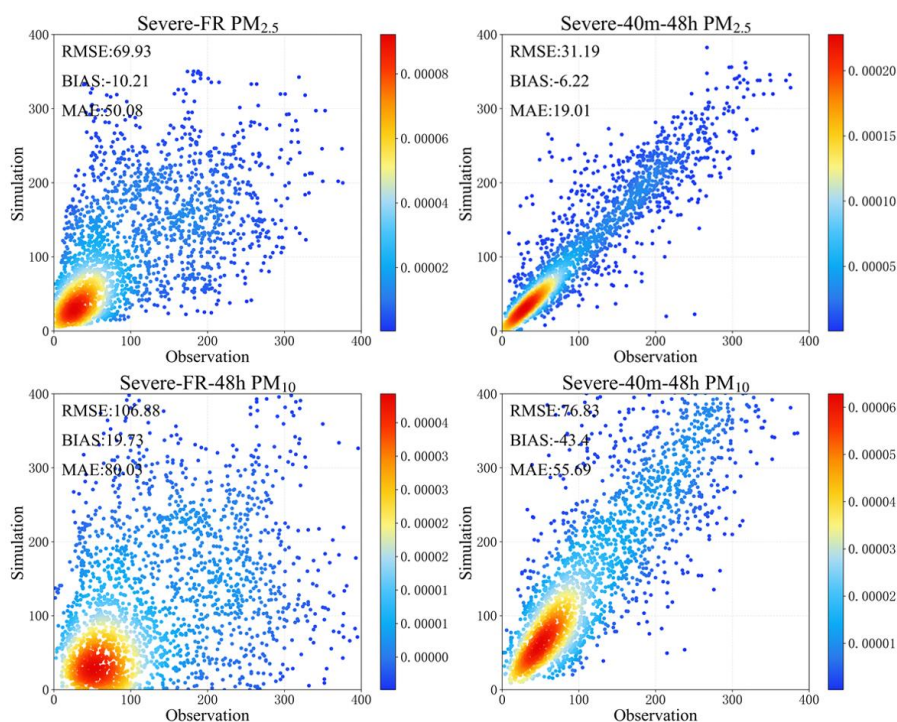 Severe-FR PM2.5
400
300
200
100
0
RMSE:69.93
BIAS:-10.21
MAE:50.08
Simulation
0 100 200 300 400
Observation
0.00008
0.00006
0.00004
0.00002
Severe-40m-48h PM2.5
400
300
200
100
0
RMSE:31.19
BIAS:-6.22
MAE:19.01
Simulation
0 100 200 300 400
Observation
0.00020
0.00015
0.00010
0.00005
Severe-FR-48h PM10
400
300
200
100
0
RMSE:106.88
BIAS:19.73
MAE:80.03
Simulation
0 100 200 300 400
Observation
0.00004
0.00003
0.00002
0.00002
0.00001
0.00001
0.00000
Severe-40m-48h PM10
400
300
200
100
0
RMSE:76.83
BIAS:-43.4
MAE:55.69
Simulation
0 100 200 300 400
Observation
0.00006
0.00005
0.00004
0.00003
0.00002
0.00001